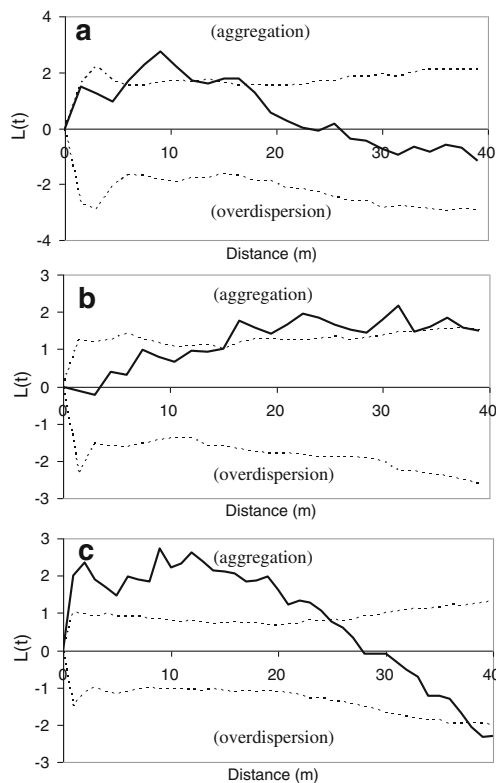 a
(aggregation)
4
2
0
-2
-4
L(t)
0 10 20 30 40
(overdispersion)
Distance (m)
b
(aggregation)
3
2
1
0
-1
-2
-3
L(t)
0 10 20 30 40
(overdispersion)
Distance (m)
c
(aggregation)
3
2
1
0
-1
-2
-3
L(t)
0 10 20 30 40
(overdispersion)
Distance (m)